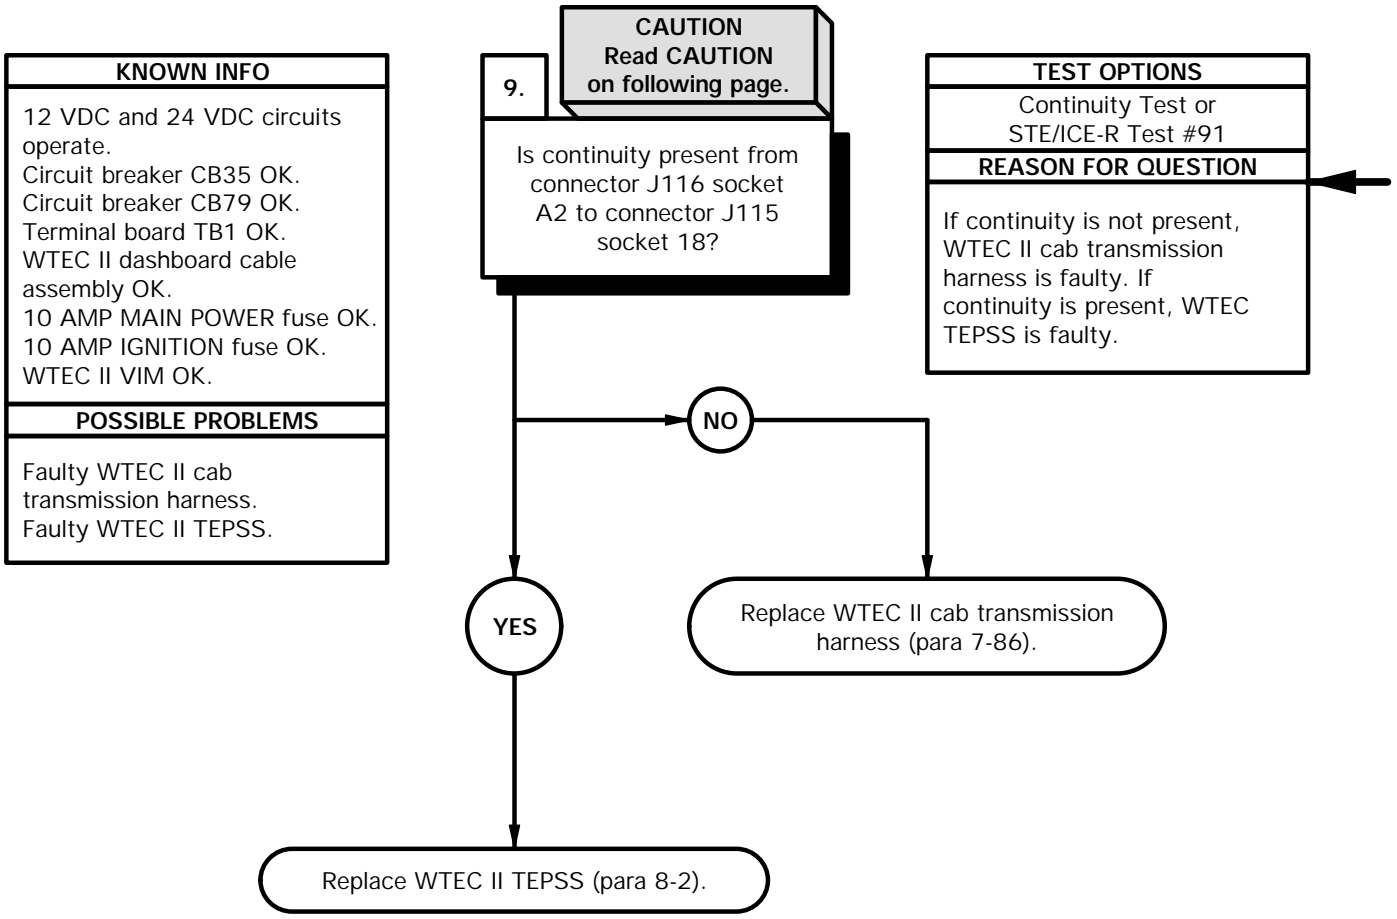 KNOWN INFO
12 VDC and 24 VDC circuits
operate.
Circuit breaker CB35 OK.
Circuit breaker CB79 OK.
Terminal board TB1 OK.
WTEC II dashboard cable
assembly OK.
10 AMP MAIN POWER fuse OK.
10 AMP IGNITION fuse OK.
WTEC II VIM OK.
POSSIBLE PROBLEMS
Faulty WTEC II cab
transmission harness.
Faulty WTEC II TEPSS.
9.
CAUTION
Read CAUTION
on following page.
Is continuity present from
connector J116 socket
A2 to connector J115
socket 18?
TEST OPTIONS
Continuity Test or
STE/ICE-R Test #91
REASON FOR QUESTION
If continuity is not present,
WTEC II cab transmission
harness is faulty. If
continuity is present, WTEC
TEPSS is faulty.
NO
YES
Replace WTEC II cab transmission
harness (para 7-86).
Replace WTEC II TEPSS (para 8-2).